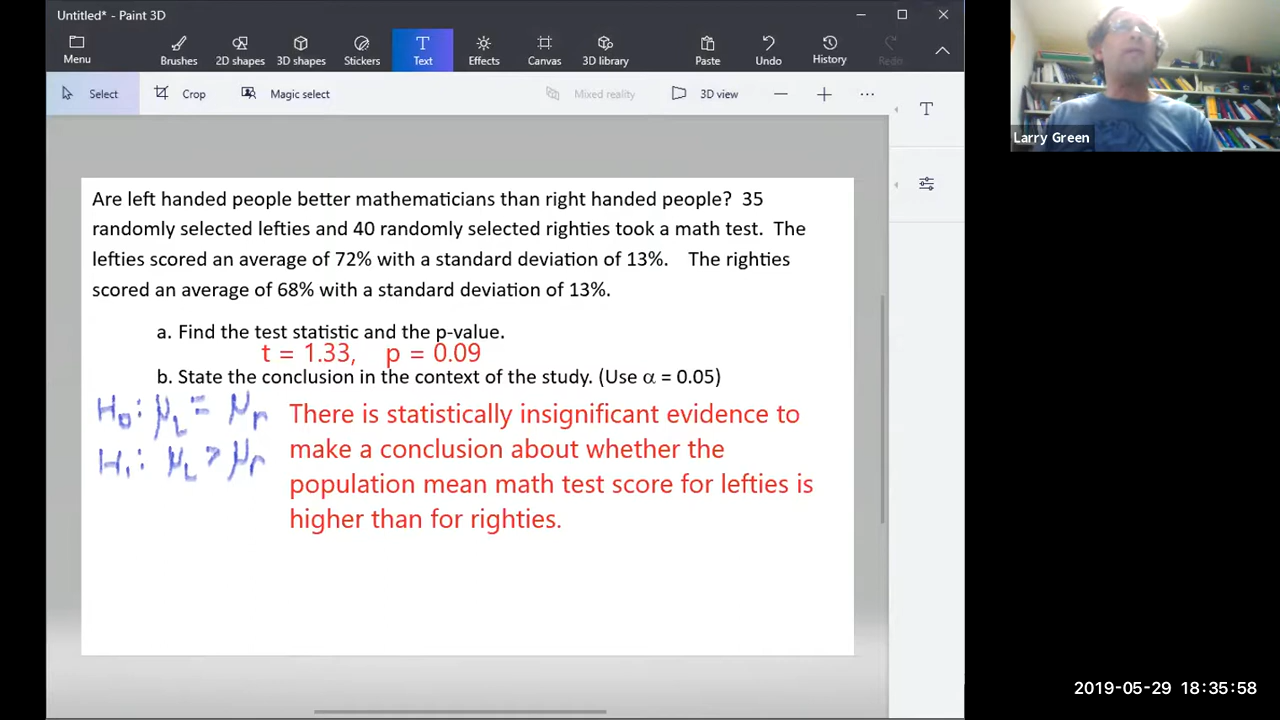 Untitled* - Paint 3D
Menu
Brushes
2D shapes
3D shapes
Stickers
Text
Effects
Canvas
3D library
Paste
Undo
History
Redo
Select
Crop
Magic select
Mixed reality
3D view
Larry Green
Are left handed people better mathematicians than right handed people? 35
randomly selected lefties and 40 randomly selected righties took a math test. The
lefties scored an average of 72% with a standard deviation of 13%. The righties
scored an average of 68% with a standard deviation of 13%.
a. Find the test statistic and the p-value.
t = 1.33, p = 0.09
b. State the conclusion in the context of the study. (Use α = 0.05)
H₀: μL = μr
H₁: μL > μr
There is statistically insignificant evidence to
make a conclusion about whether the
population mean math test score for lefties is
higher than for righties.
2019-05-29 18:35:58